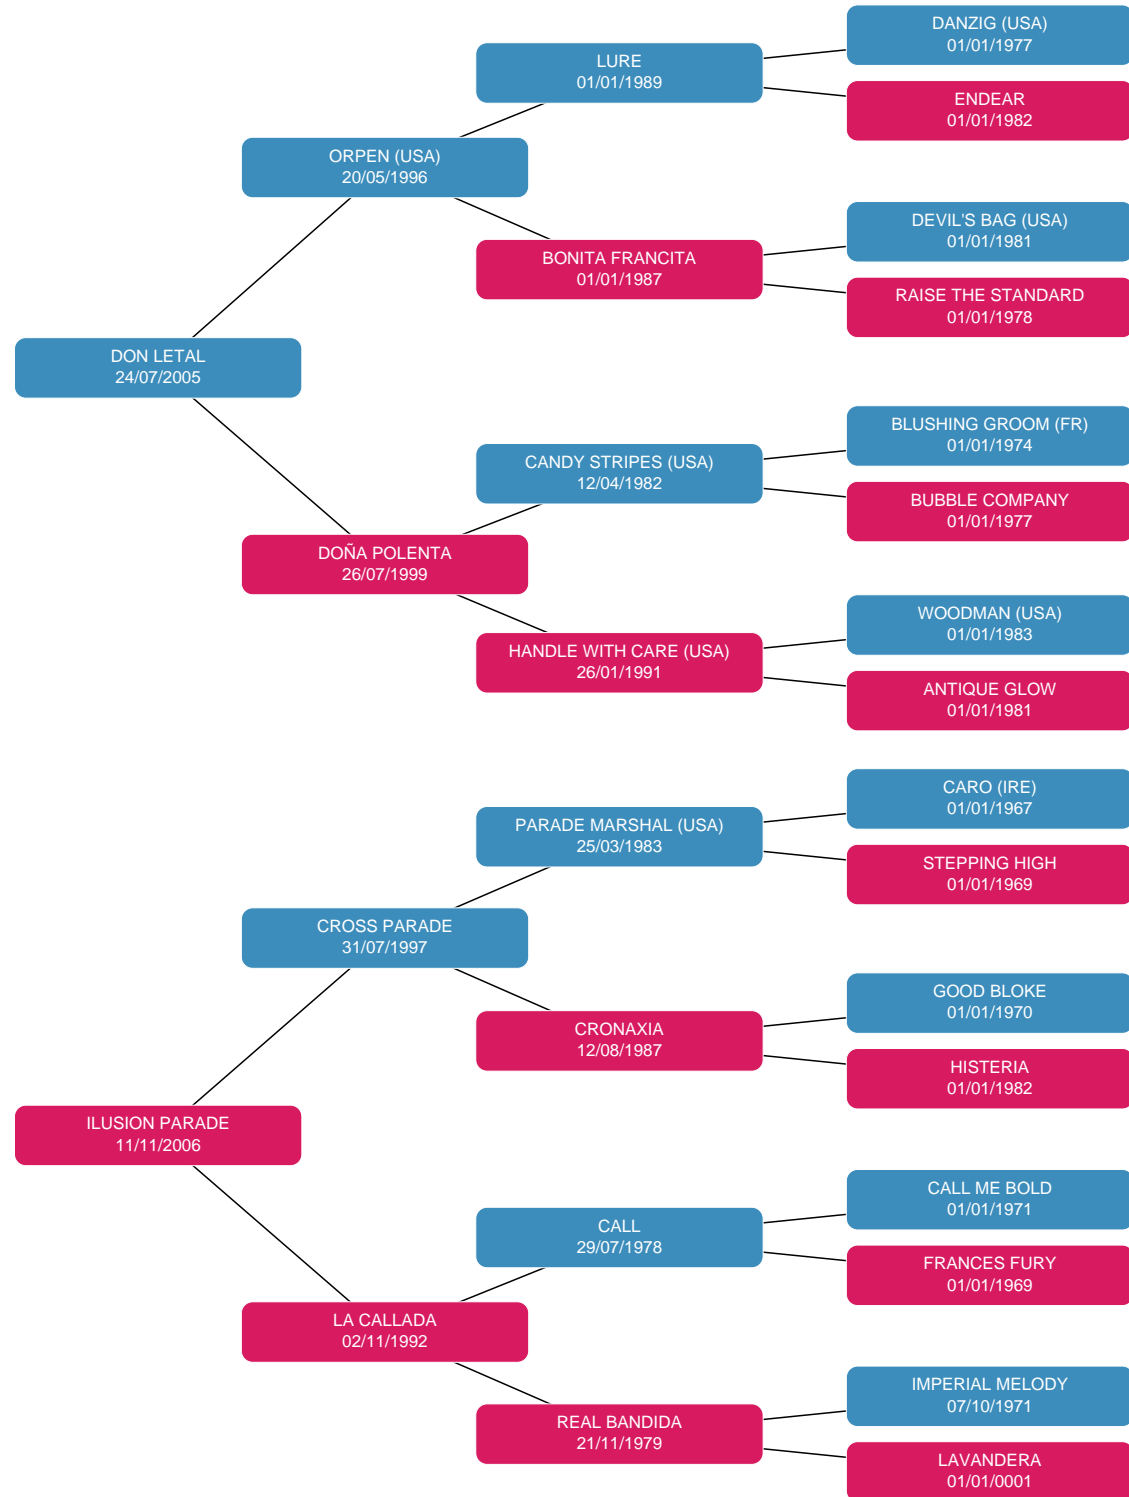 DANZIG (USA)
01/01/1977
LURE
01/01/1989
ENDEAR
01/01/1982
ORPEN (USA)
20/05/1996
DEVIL'S BAG (USA)
01/01/1981
BONITA FRANCITA
01/01/1987
RAISE THE STANDARD
01/01/1978
DON LETAL
24/07/2005
BLUSHING GROOM (FR)
01/01/1974
CANDY STRIPES (USA)
12/04/1982
BUBBLE COMPANY
01/01/1977
DOÑA POLENTA
26/07/1999
WOODMAN (USA)
01/01/1983
HANDLE WITH CARE (USA)
26/01/1991
ANTIQUE GLOW
01/01/1981
CARO (IRE)
01/01/1967
PARADE MARSHAL (USA)
25/03/1983
STEPPING HIGH
01/01/1969
CROSS PARADE
31/07/1997
GOOD BLOKE
01/01/1970
CRONAXIA
12/08/1987
HISTERIA
01/01/1982
ILUSION PARADE
11/11/2006
CALL ME BOLD
01/01/1971
CALL
29/07/1978
FRANCES FURY
01/01/1969
LA CALLADA
02/11/1992
IMPERIAL MELODY
07/10/1971
REAL BANDIDA
21/11/1979
LAVANDERA
01/01/0001